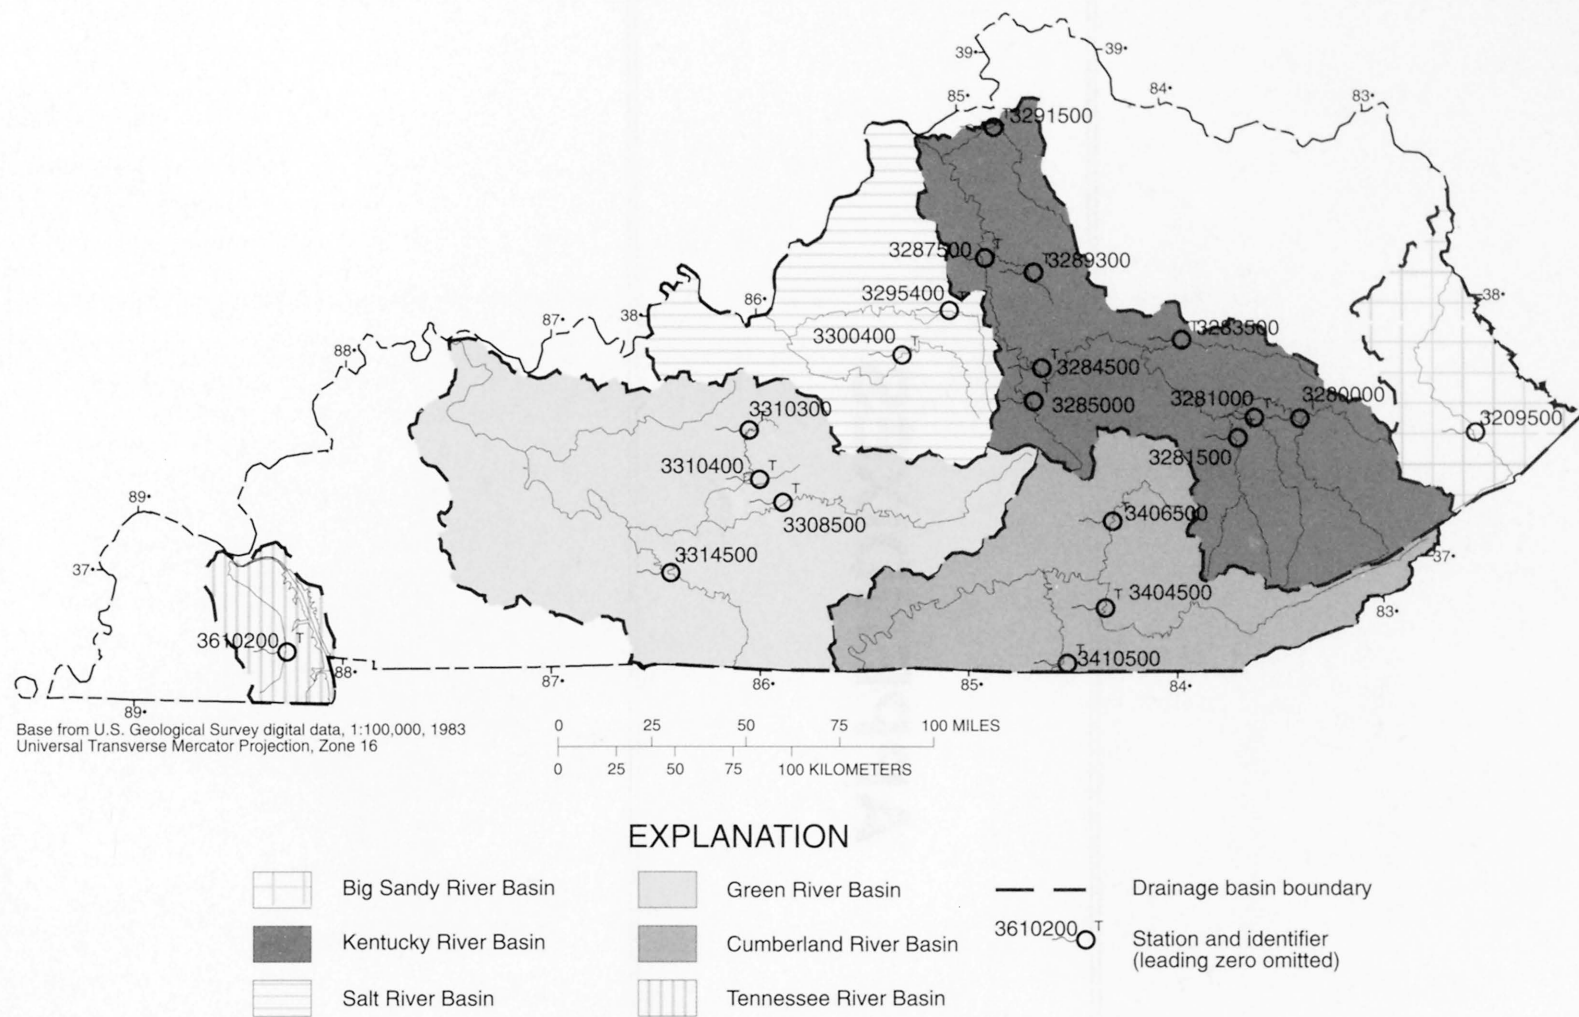 39•
39•
85•
84•
83•
3291500
T
3287500
T
3289300
T
38•
3295400
T
86•
38•
87•
3300400
T
3283500
T
88•
3284500
T
3285000
T
3281000
T
3280000
T
3209500
3310300
T
3281500
3310400
T
3308500
T
89•
3406500
T
3314500
T
37•
37•
3404500
T
83•
3610200
T
88•
3410500
T
87•
86•
85•
84•
89•
Base from U.S. Geological Survey digital data, 1:100,000, 1983
Universal Transverse Mercator Projection, Zone 16
0 25 50 75 100 MILES
0 25 50 75 100 KILOMETERS
EXPLANATION
Big Sandy River Basin
Kentucky River Basin
Salt River Basin
Green River Basin
Cumberland River Basin
Tennessee River Basin
Drainage basin boundary
3610200 T
Station and identifier
(leading zero omitted)